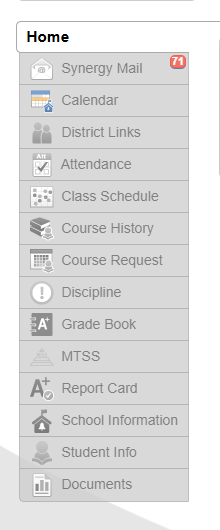 Home
Synergy Mail 71
Calendar
District Links
Att Attendance
Class Schedule
Course History
Course Request
Discipline
A+ Grade Book
MTSS
A+ Report Card
School Information
Student Info
Documents